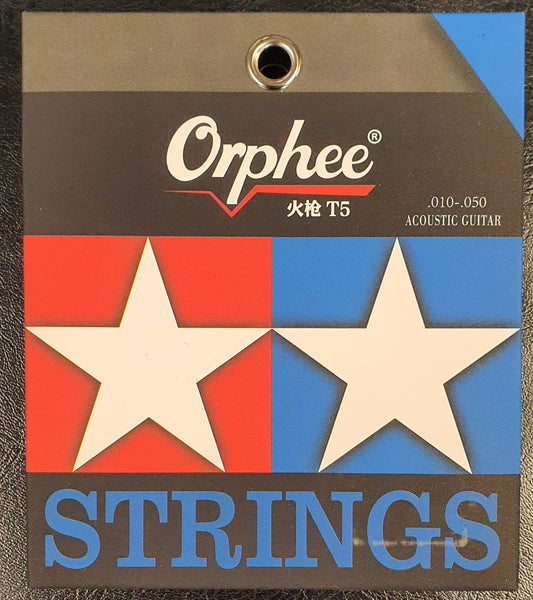 Orphee®
火枪 T5
.010-.050
ACOUSTIC GUITAR
STRINGS